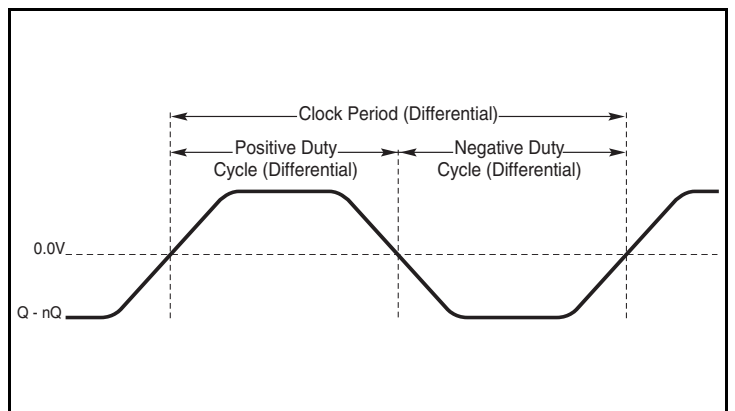 Clock Period (Differential)
Positive Duty
Cycle (Differential)
Negative Duty
Cycle (Differential)
0.0V
Q - nQ